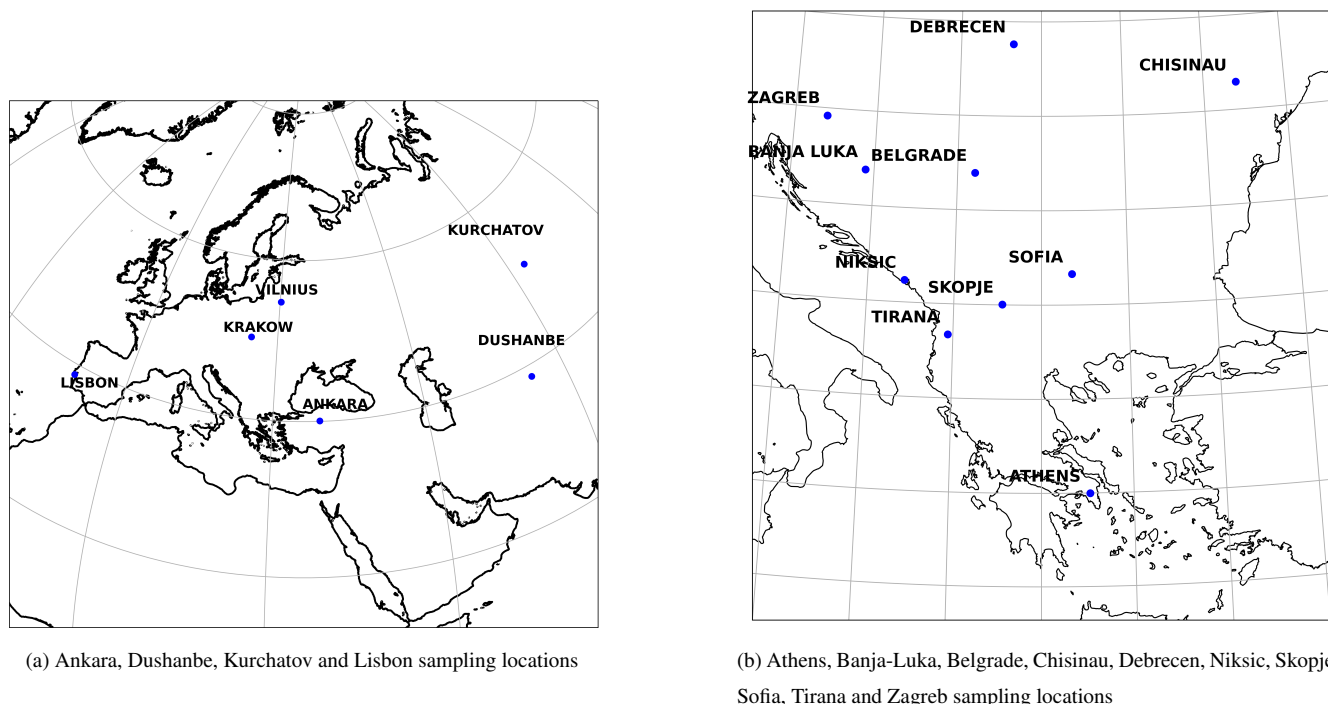 KURCHATOV
VILNIUS
KRAKOW
DUSHANBE
LISBON
ANKARA
(a) Ankara, Dushanbe, Kurchatov and Lisbon sampling locations
DEBRECEN
CHISINAU
ZAGREB
BANJA LUKA
BELGRADE
SOFIA
NIKSIC
SKOPJE
TIRANA
ATHENS
(b) Athens, Banja-Luka, Belgrade, Chisinau, Debrecen, Niksic, Skopje
Sofia, Tirana and Zagreb sampling locations